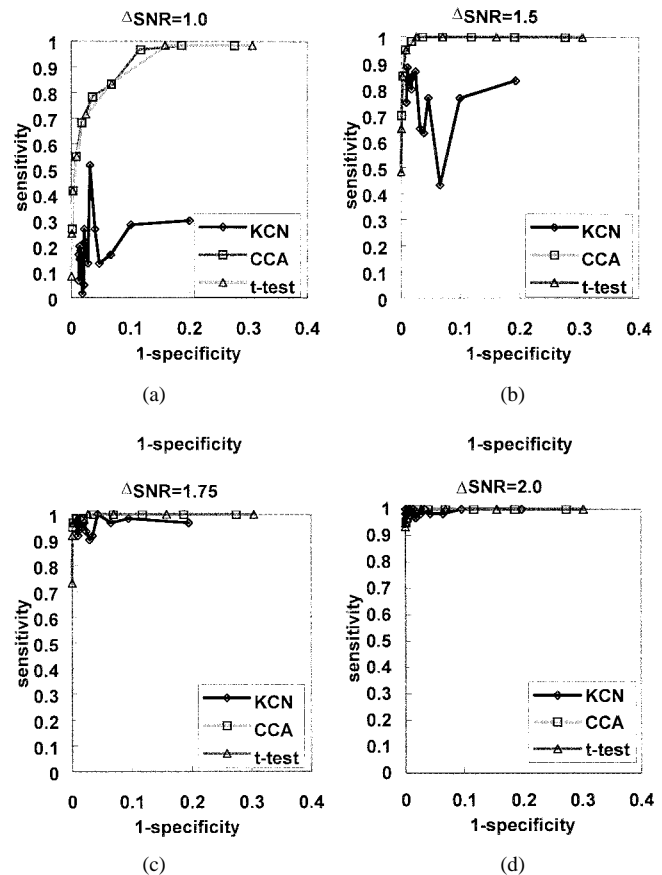 ΔSNR=1.0
1
0.9
0.8
0.7
0.6
0.5
0.4
0.3
0.2
0.1
0
sensitivity
KCN
CCA
t-test
0 0.1 0.2 0.3 0.4
1-specificity
(a)
ΔSNR=1.5
1
0.9
0.8
0.7
0.6
0.5
0.4
0.3
0.2
0.1
0
sensitivity
KCN
CCA
t-test
0 0.1 0.2 0.3 0.4
1-specificity
(b)
1-specificity
ΔSNR=1.75
1
0.9
0.8
0.7
0.6
0.5
0.4
0.3
0.2
0.1
0
sensitivity
KCN
CCA
t-test
0 0.1 0.2 0.3 0.4
1-specificity
(c)
1-specificity
ΔSNR=2.0
1
0.9
0.8
0.7
0.6
0.5
0.4
0.3
0.2
0.1
0
sensitivity
KCN
CCA
t-test
0 0.1 0.2 0.3 0.4
1-specificity
(d)